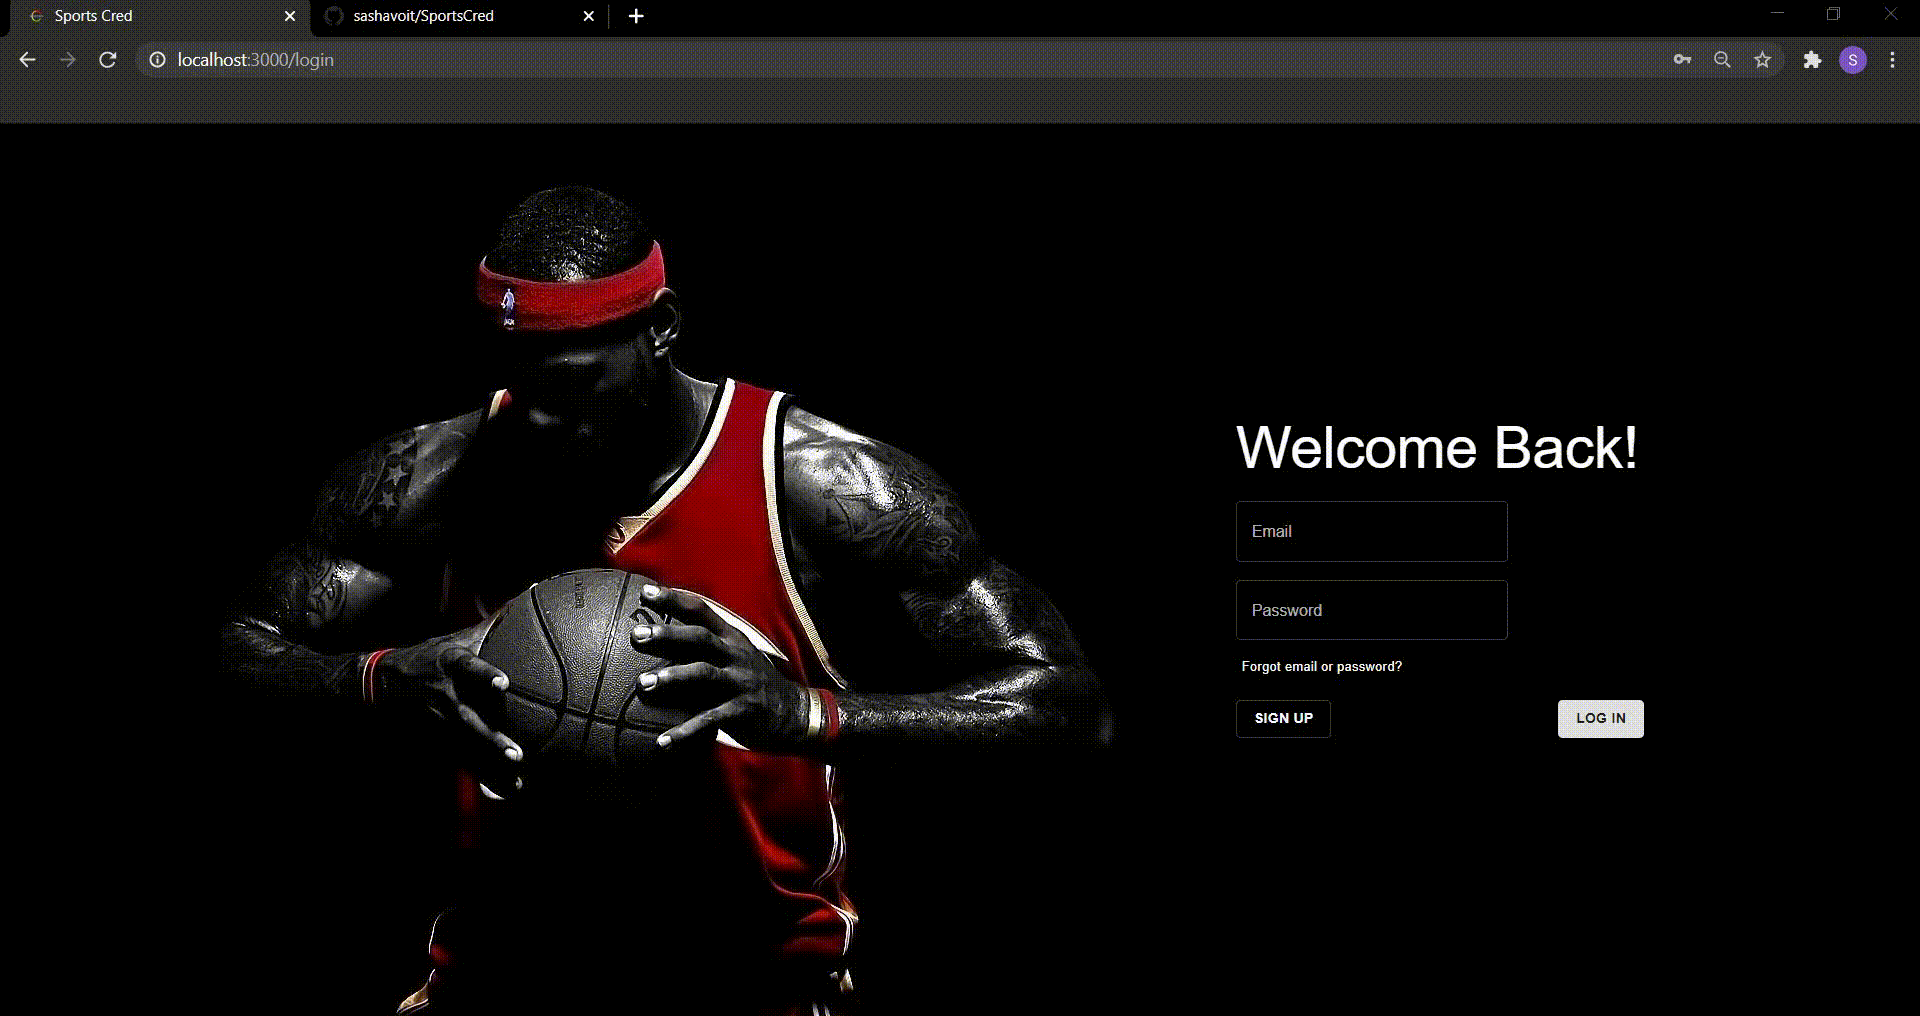 Sports Cred
sashavoit/SportsCred
localhost:3000/login
S
Welcome Back!
Email
Password
Forgot email or password?
SIGN UP
LOG IN